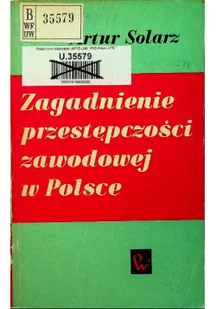 B
WF
UW
35579
rtur Solarz
U.35579
Zagadnienie
przestępczości
zawodowej
w Polsce